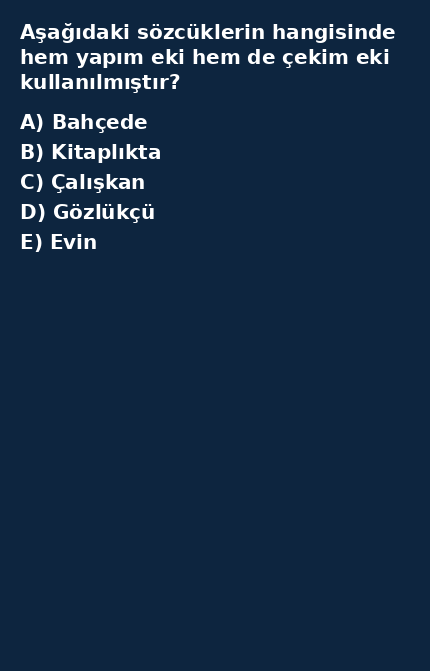 Aşağıdaki sözcüklerin hangisinde
hem yapım eki hem de çekim eki
kullanılmıştır?
A) Bahçede
B) Kitaplıkta
C) Çalışkan
D) Gözlükçü
E) Evin